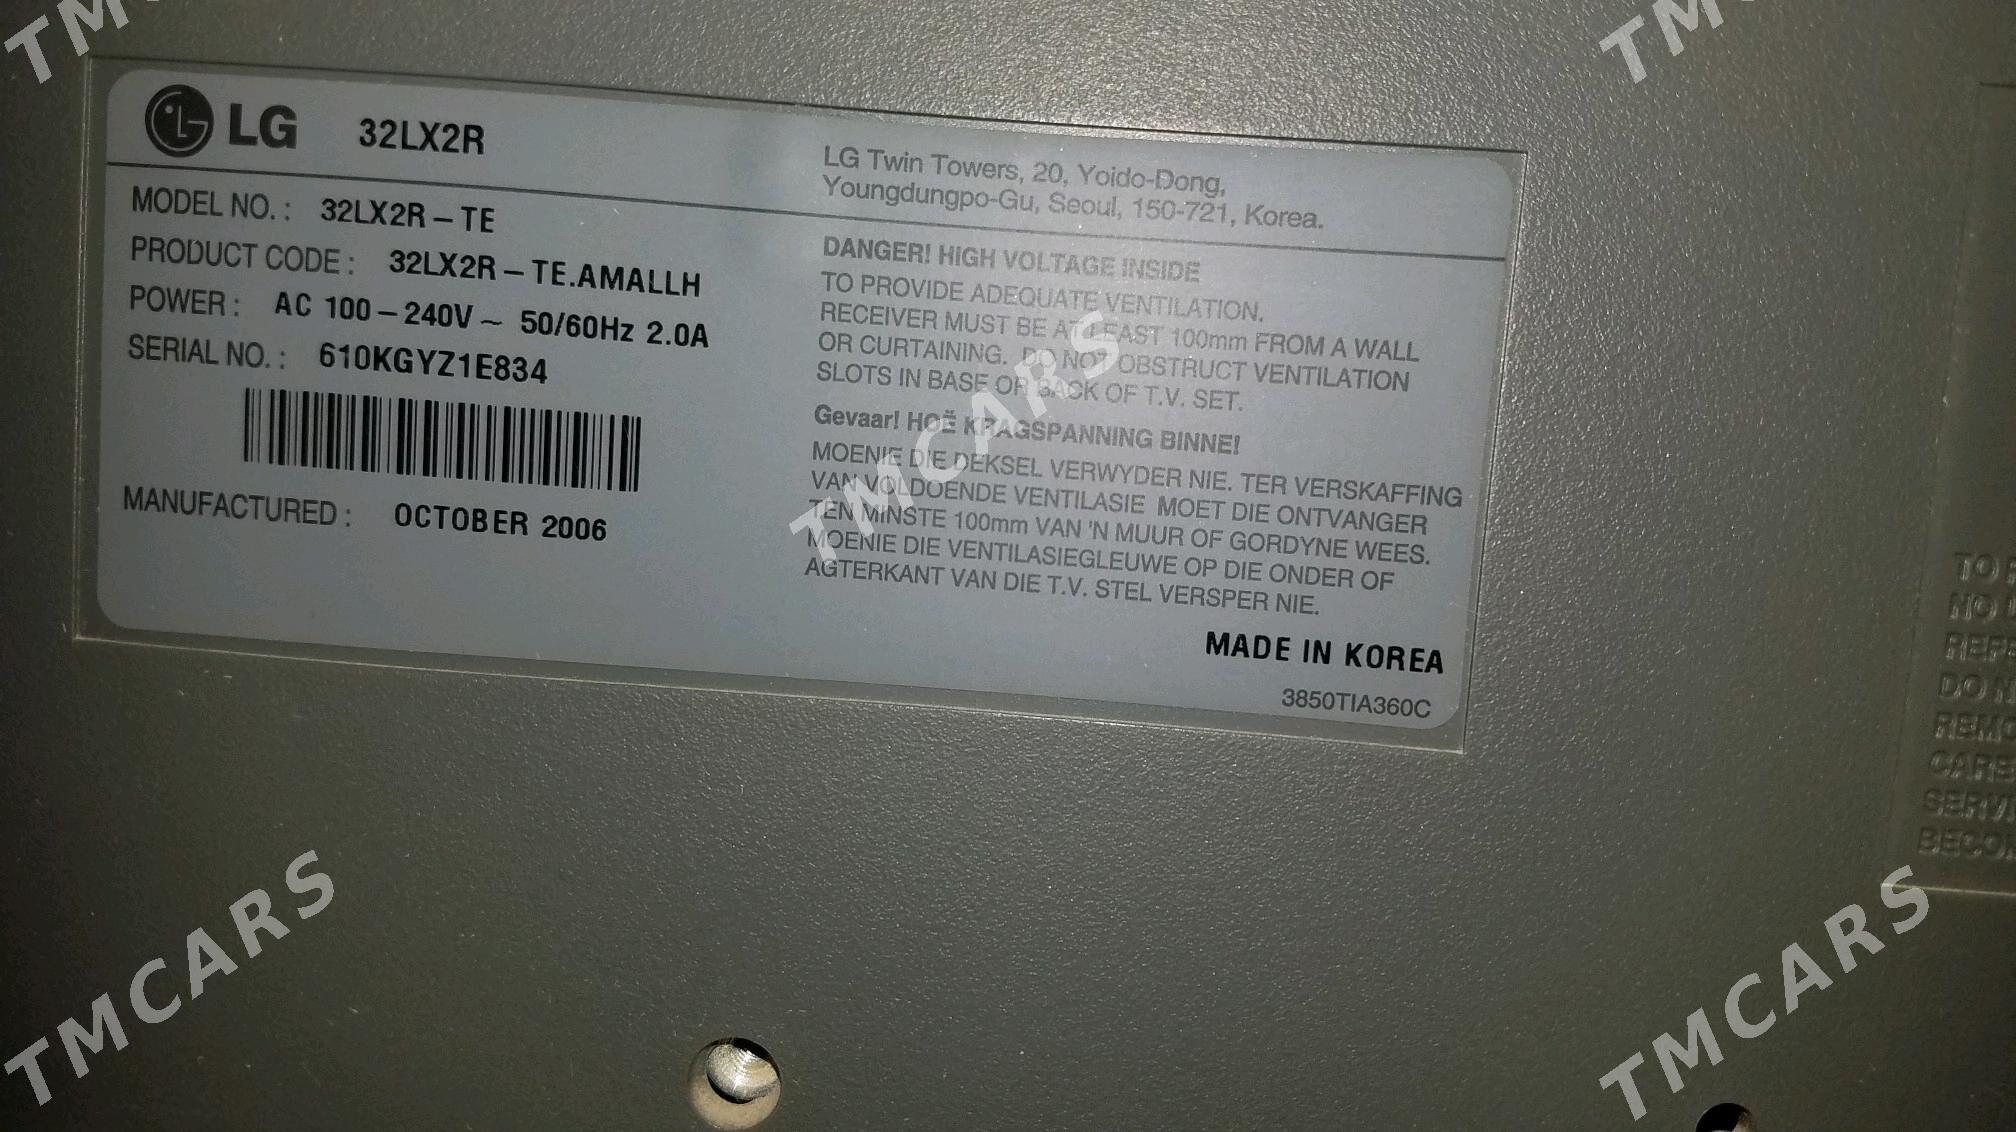 LG 32LX2R
MODEL NO. : 32LX2R – TE
PRODUCT CODE : 32LX2R – TE.AMALLH
POWER : AC 100 – 240V ~ 50/60Hz 2.0A
SERIAL NO. : 610KGYZ1E834
MANUFACTURED : OCTOBER 2006
LG Twin Towers, 20, Yoido-Dong,
Youngdungpo-Gu, Seoul, 150-721, Korea.
DANGER! HIGH VOLTAGE INSIDE
TO PROVIDE ADEQUATE VENTILATION.
RECEIVER MUST BE AT LEAST 100mm FROM A WALL
OR CURTAINING. DO NOT OBSTRUCT VENTILATION
SLOTS IN BASE OR BACK OF T.V. SET.
Gevaar! HOË KRAGSPANNING BINNE!
MOENIE DIE DEKSEL VERWYDER NIE. TER VERSKAFFING
VAN VOLDOENDE VENTILASIE MOET DIE ONTVANGER
TEN MINSTE 100mm VAN 'N MUUR OF GORDYNE WEES.
MOENIE DIE VENTILASIEGLEUWE OP DIE ONDER OF
AGTERKANT VAN DIE T.V. STEL VERSPER NIE.
MADE IN KOREA
3850TIA360C
TO
NO
DO
TMCARS
TMCARS
TMCARS